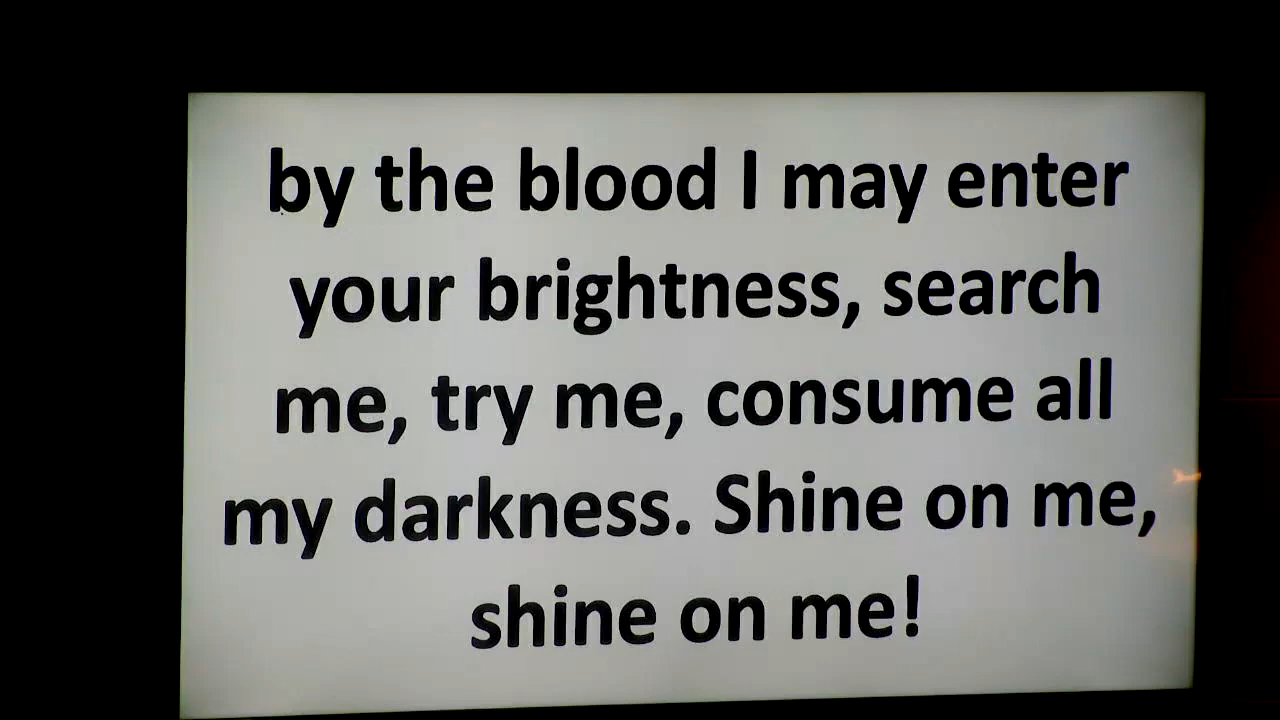 by the blood I may enter
your brightness, search
me, try me, consume all
my darkness. Shine on me,
shine on me!